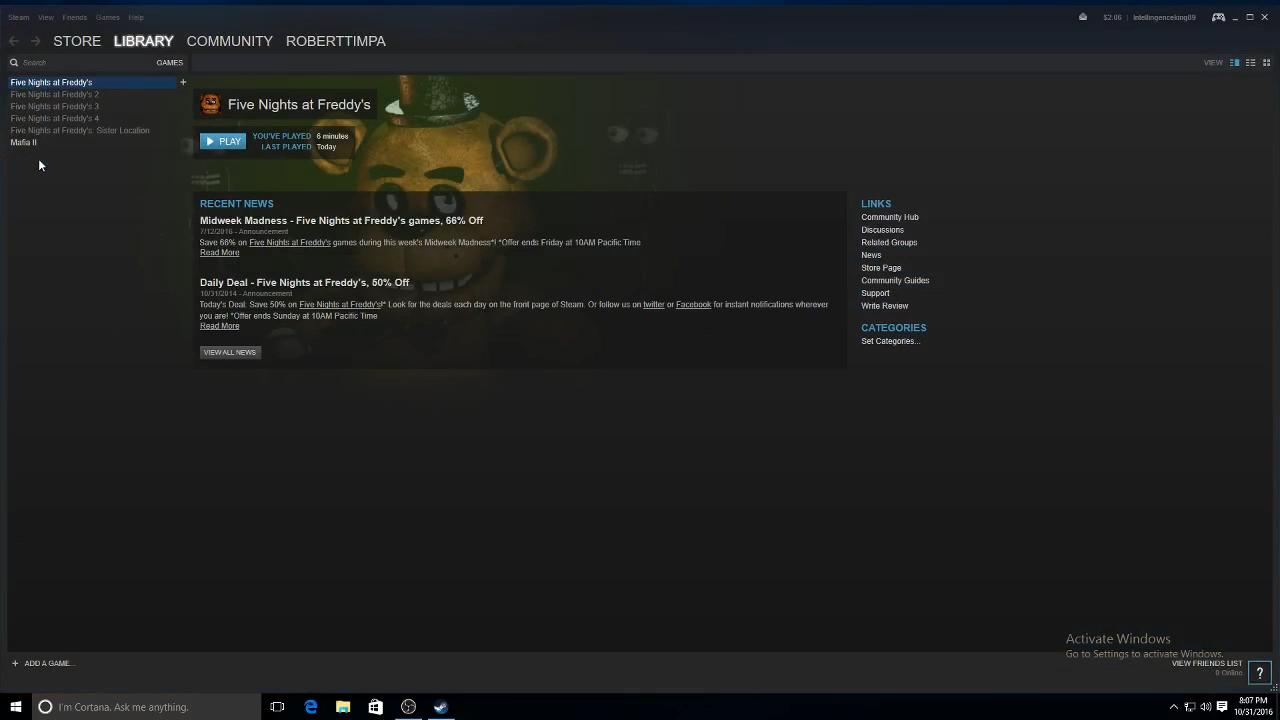 Steam View Friends Games Help
$2.06 Intellingenceking89
STORE LIBRARY COMMUNITY ROBERTTIMPA
Search GAMES
VIEW
Five Nights at Freddy's
Five Nights at Freddy's 2
Five Nights at Freddy's 3
Five Nights at Freddy's 4
Five Nights at Freddy's: Sister Location
Mafia II
Five Nights at Freddy's
PLAY
YOU'VE PLAYED 6 minutes
LAST PLAYED Today
RECENT NEWS
Midweek Madness - Five Nights at Freddy's games, 66% Off
7/12/2016 - Announcement
Save 66% on Five Nights at Freddy's games during this week's Midweek Madness*! *Offer ends Friday at 10AM Pacific Time
Read More
Daily Deal - Five Nights at Freddy's, 50% Off
10/31/2014 - Announcement
Today's Deal: Save 50% on Five Nights at Freddy's!* Look for the deals each day on the front page of Steam. Or follow us on twitter or Facebook for instant notifications wherever
you are! *Offer ends Sunday at 10AM Pacific Time
Read More
VIEW ALL NEWS
LINKS
Community Hub
Discussions
Related Groups
News
Store Page
Community Guides
Support
Write Review
CATEGORIES
Set Categories...
+ ADD A GAME...
Activate Windows
Go to Settings to activate Windows.
VIEW FRIENDS LIST
0 Online
?
I'm Cortana. Ask me anything.
8:07 PM
10/31/2016